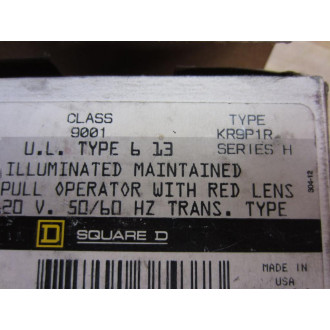 CLASS TYPE
9001 KR9P1R
U.L. TYPE 6 13 SERIES H
ILLUMINATED MAINTAINED
PULL OPERATOR WITH RED LENS
20 V. 50/60 HZ TRANS. TYPE
D SQUARE D
MADE IN